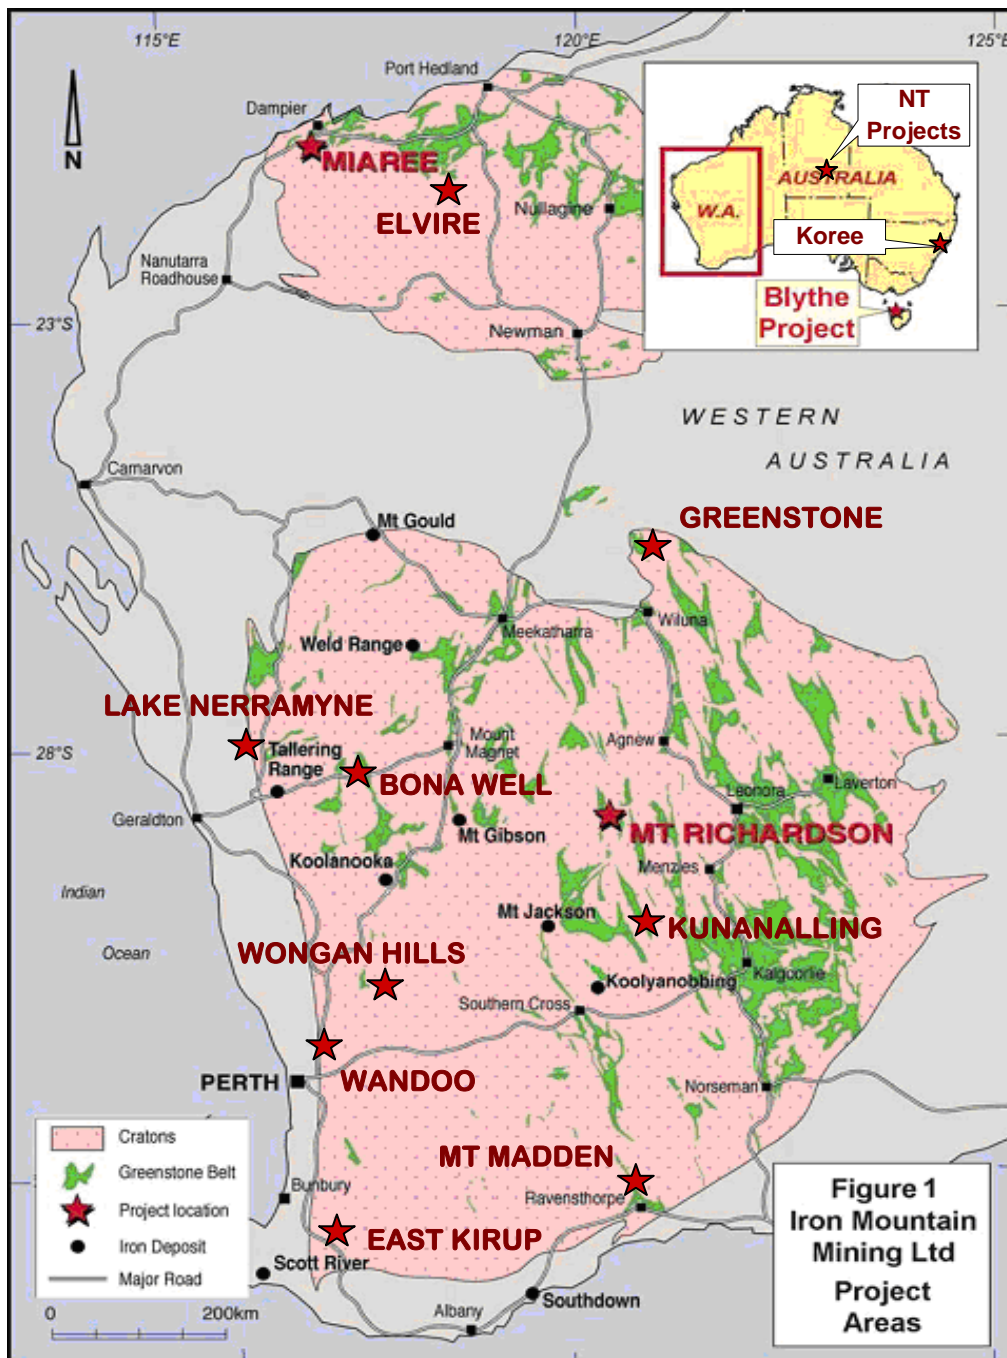 115°E
120°E
125°E
Port Hedland
Dampier
N
MIAREE
ELVIRE
Nullagine
NT
Projects
AUSTRALIA
W.A.
Koree
Blythe
Project
Nanutarra
Roadhouse
23°S
Newman
WESTERN
AUSTRALIA
Carnarvon
Mt Gould
GREENSTONE
Meekatharra
Wiluna
Weld Range
LAKE NERRAMYNE
28°S
Tallering
Range
Mount
Magnet
Agnew
BONA WELL
Leonora
Laverton
Geraldton
Mt Gibson
MT RICHARDSON
Koolanooka
Menzies
Indian
Ocean
Mt Jackson
KUNANALLING
WONGAN HILLS
Kalgoorlie
Koolyanobbing
Southern Cross
PERTH
WANDOO
Norseman
Cratons
Greenstone Belt
Project location
Iron Deposit
Major Road
0 200km
MT MADDEN
Ravensthorpe
Bunbury
EAST KIRUP
Scott River
Albany
Southdown
Figure 1
Iron Mountain
Mining Ltd
Project
Areas